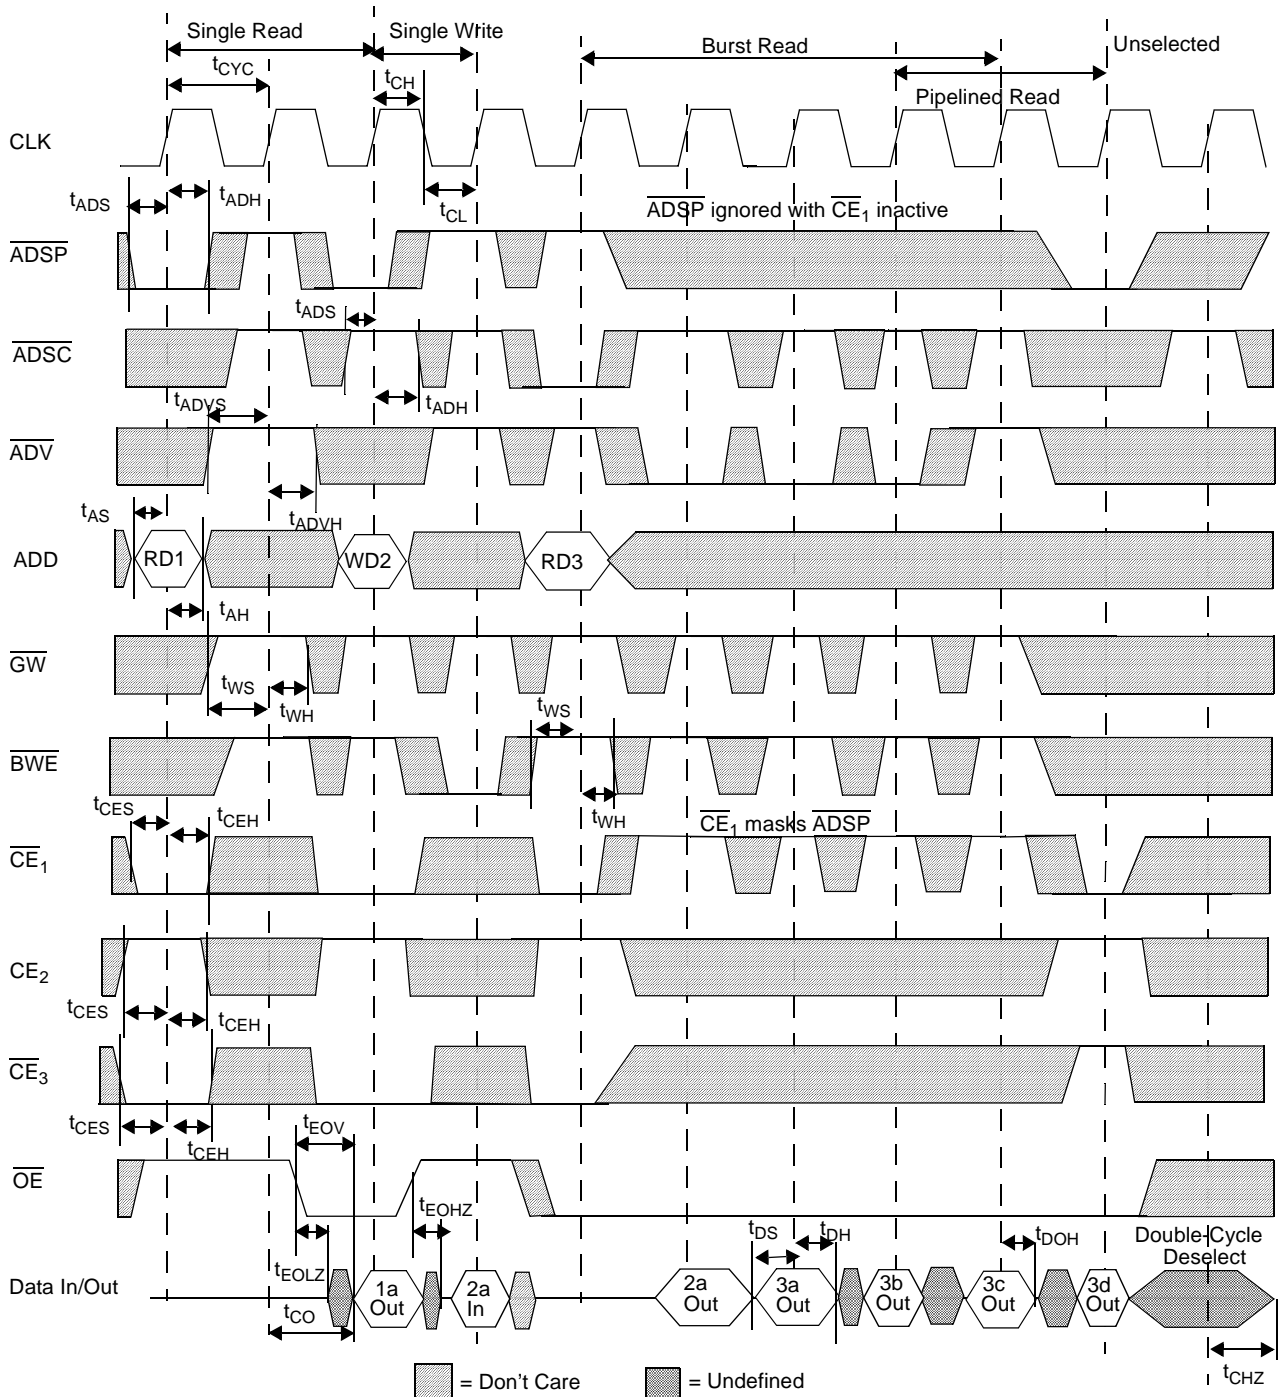 Single Read Single Write Burst Read Unselected
tCYC tCH Pipelined Read
CLK
tADS tADH tCL ADSP ignored with CE1 inactive
ADSP
tADS
ADSC
tADVS tADH
ADV
tAS tADVH
ADD RD1 WD2 RD3
tAH
GW
tWS tWH tWS
BWE
tCES tCEH tWH CE1 masks ADSP
CE1
CE2
tCES tCEH
CE3
tCES tCEH tEOV
OE
tEOHZ tDS tDH tDOH Double-Cycle
Deselect
tEOLZ
Data In/Out 1a Out 2a In 2a Out 3a Out 3b Out 3c Out 3d Out
tCO
tCHZ
= Don't Care = Undefined